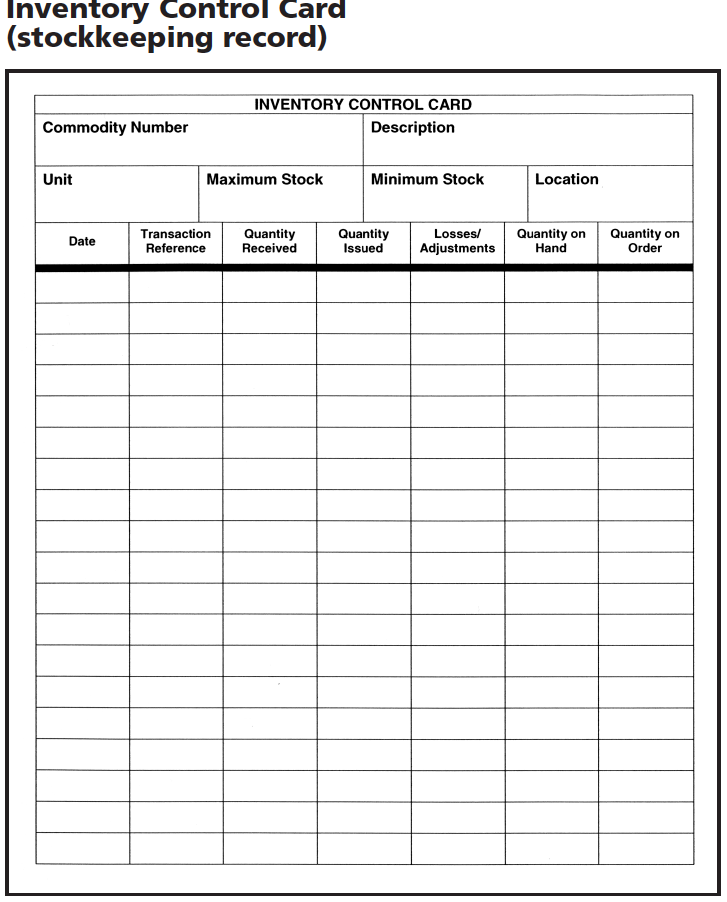 Inventory Control Card
(stockkeeping record)
INVENTORY CONTROL CARD
Commodity Number
Description
Unit
Maximum Stock
Minimum Stock
Location
Date
Transaction
Reference
Quantity
Received
Quantity
Issued
Losses/
Adjustments
Quantity on
Hand
Quantity on
Order